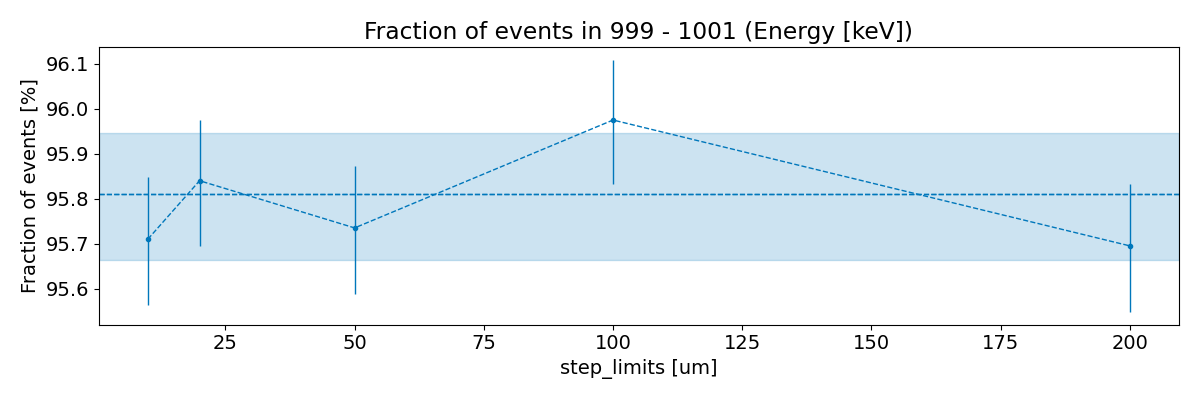 Fraction of events in 999 - 1001 (Energy [keV])
Fraction of events [%]
96.1
96.0
95.9
95.8
95.7
95.6
25 50 75 100 125 150 175 200
step_limits [um]